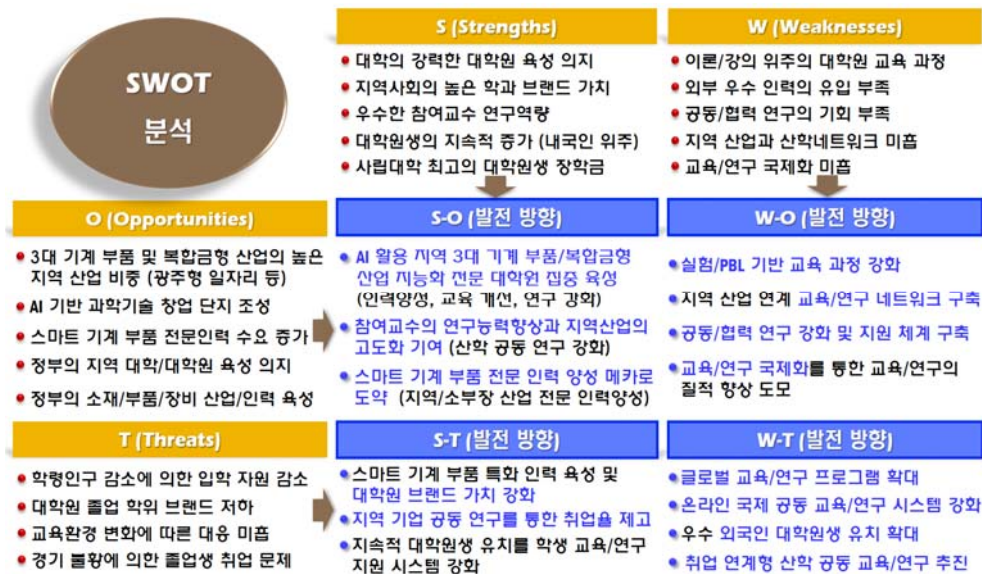 SWOT
분석
S (Strengths)
• 대학의 강력한 대학원 육성 의지
• 지역사회의 높은 학과 브랜드 가치
• 우수한 참여교수 연구역량
• 대학원생의 지속적 증가 (내국인 위주)
• 사립대학 최고의 대학원생 장학금
W (Weaknesses)
• 이론/강의 위주의 대학원 교육 과정
• 외부 우수 인력의 유입 부족
• 공동/협력 연구의 기회 부족
• 지역 산업과 산학네트워크 미흡
• 교육/연구 국제화 미흡
O (Opportunities)
• 3대 기계 부품 및 복합금형 산업의 높은
지역 산업 비중 (광주형 일자리 등)
• AI 기반 과학기술 창업 단지 조성
• 스마트 기계 부품 전문인력 수요 증가
• 정부의 지역 대학/대학원 육성 의지
• 정부의 소재/부품/장비 산업/인력 육성
S-O (발전 방향)
• AI 활용 지역 3대 기계 부품/복합금형
산업 지능화 전문 대학원 집중 육성
(인력양성, 교육 개선, 연구 강화)
• 참여교수의 연구능력향상과 지역산업의
고도화 기여 (산학 공동 연구 강화)
• 스마트 기계 부품 전문 인력 양성 메카로
도약 (지역/소부장 산업 전문 인력양성)
W-O (발전 방향)
• 실험/PBL 기반 교육 과정 강화
• 지역 산업 연계 교육/연구 네트워크 구축
• 공동/협력 연구 강화 및 지원 체계 구축
• 교육/연구 국제화를 통한 교육/연구의
질적 향상 도모
T (Threats)
• 학령인구 감소에 의한 입학 자원 감소
• 대학원 졸업 학위 브랜드 저하
• 교육환경 변화에 따른 대응 미흡
• 경기 불황에 의한 졸업생 취업 문제
S-T (발전 방향)
• 스마트 기계 부품 특화 인력 육성 및
대학원 브랜드 가치 강화
• 지역 기업 공동 연구를 통한 취업율 제고
• 지속적 대학원생 유치를 학생 교육/연구
지원 시스템 강화
W-T (발전 방향)
• 글로벌 교육/연구 프로그램 확대
• 온라인 국제 공동 교육/연구 시스템 강화
• 우수 외국인 대학원생 유치 확대
• 취업 연계형 산학 공동 교육/연구 추진